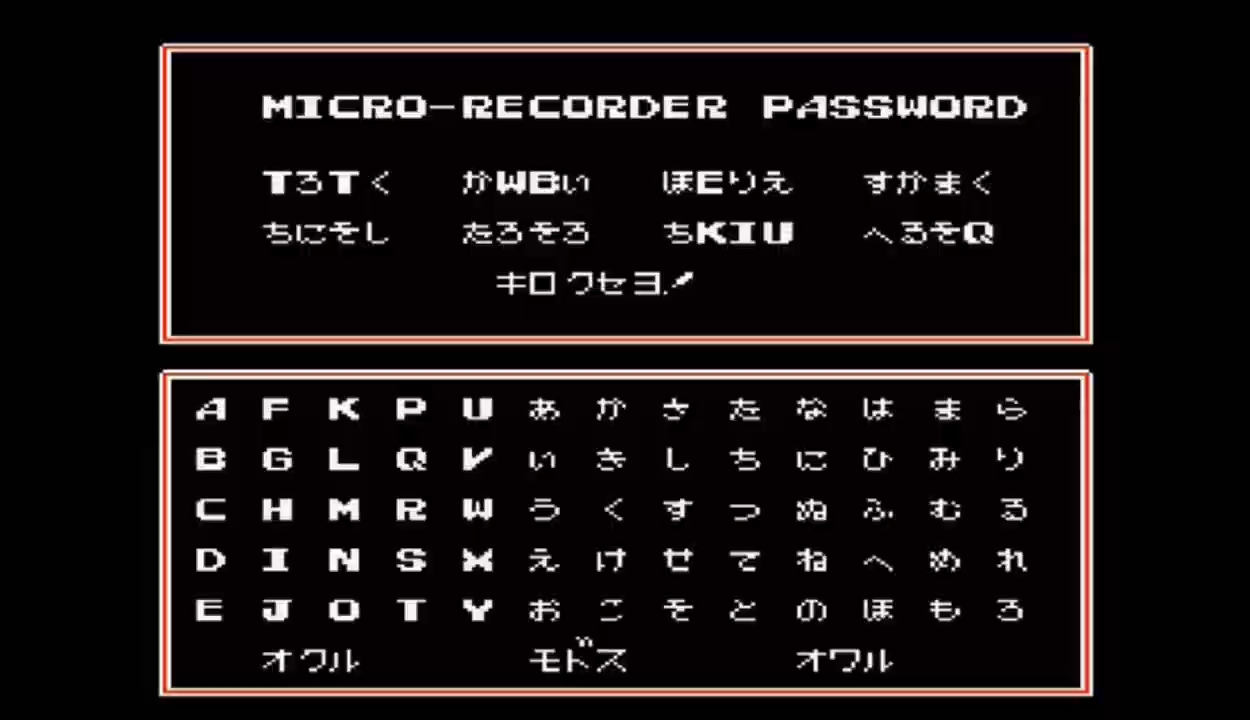 MICRO-RECORDER PASSWORD
TろTく かWBい ほEりえ すかまく
ちにそし たろそろ ちKIU へるそQ
キロクセヨ!
A F K P U あ か さ た な は ま ら
B G L Q V い き し ち に ひ み り
C H M R W う く す つ ぬ ふ む る
D I N S X え け せ て ね へ め れ
E J O T Y お こ そ と の ほ も ろ
オクル モドス オワル